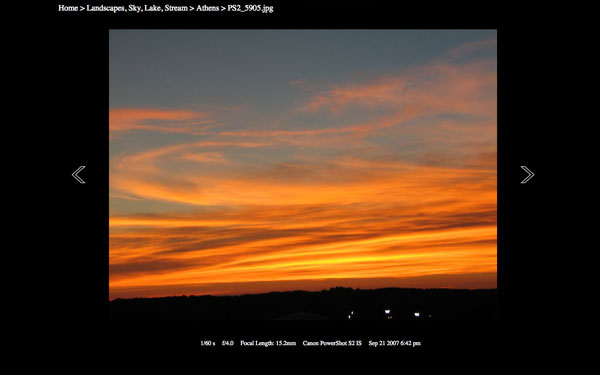 Home > Landscapes, Sky, Lake, Stream > Athens > PS2_5905.jpg
1/60 s f/4.0 Focal Length: 15.2mm Canon PowerShot S2 IS Sep 21 2007 6:42 pm